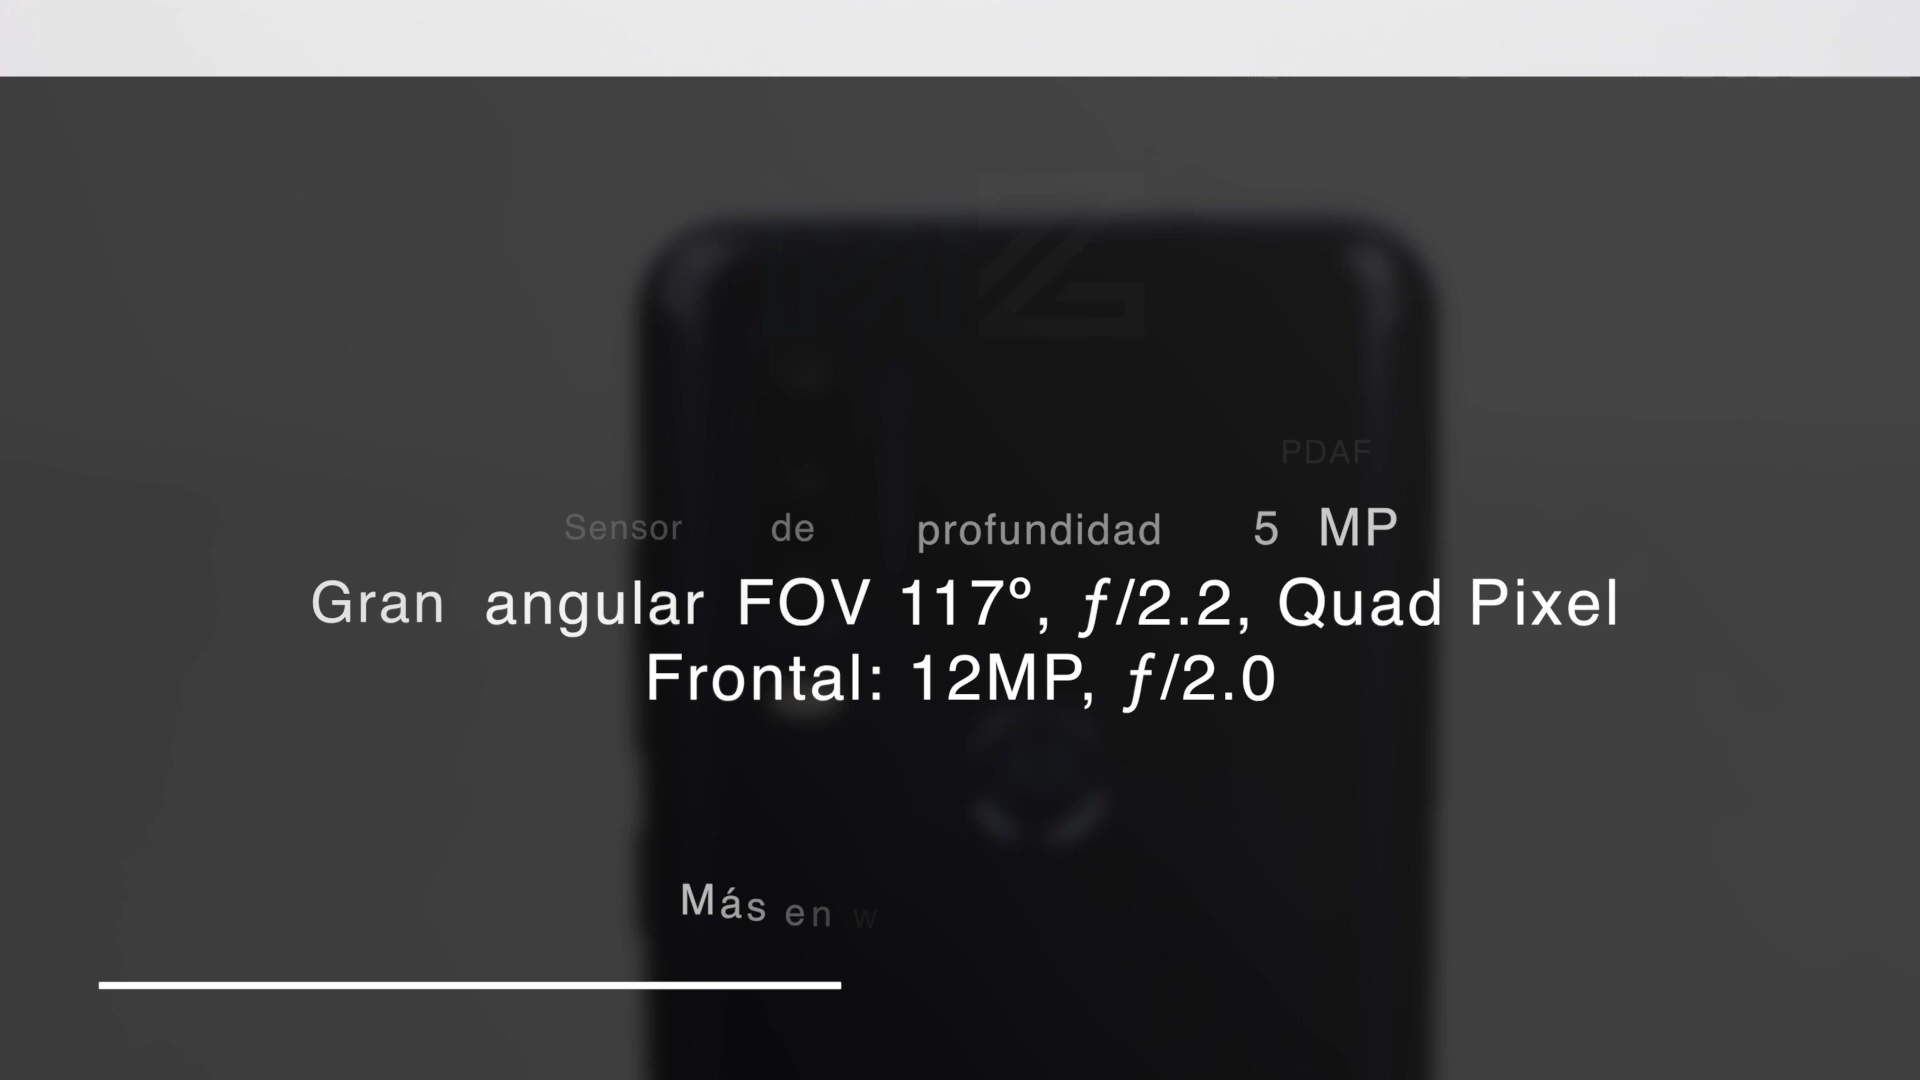 PDAF
Sensor de profundidad 5 MP
Gran angular FOV 117º, ƒ/2.2, Quad Pixel
Frontal: 12MP, ƒ/2.0
Más en w